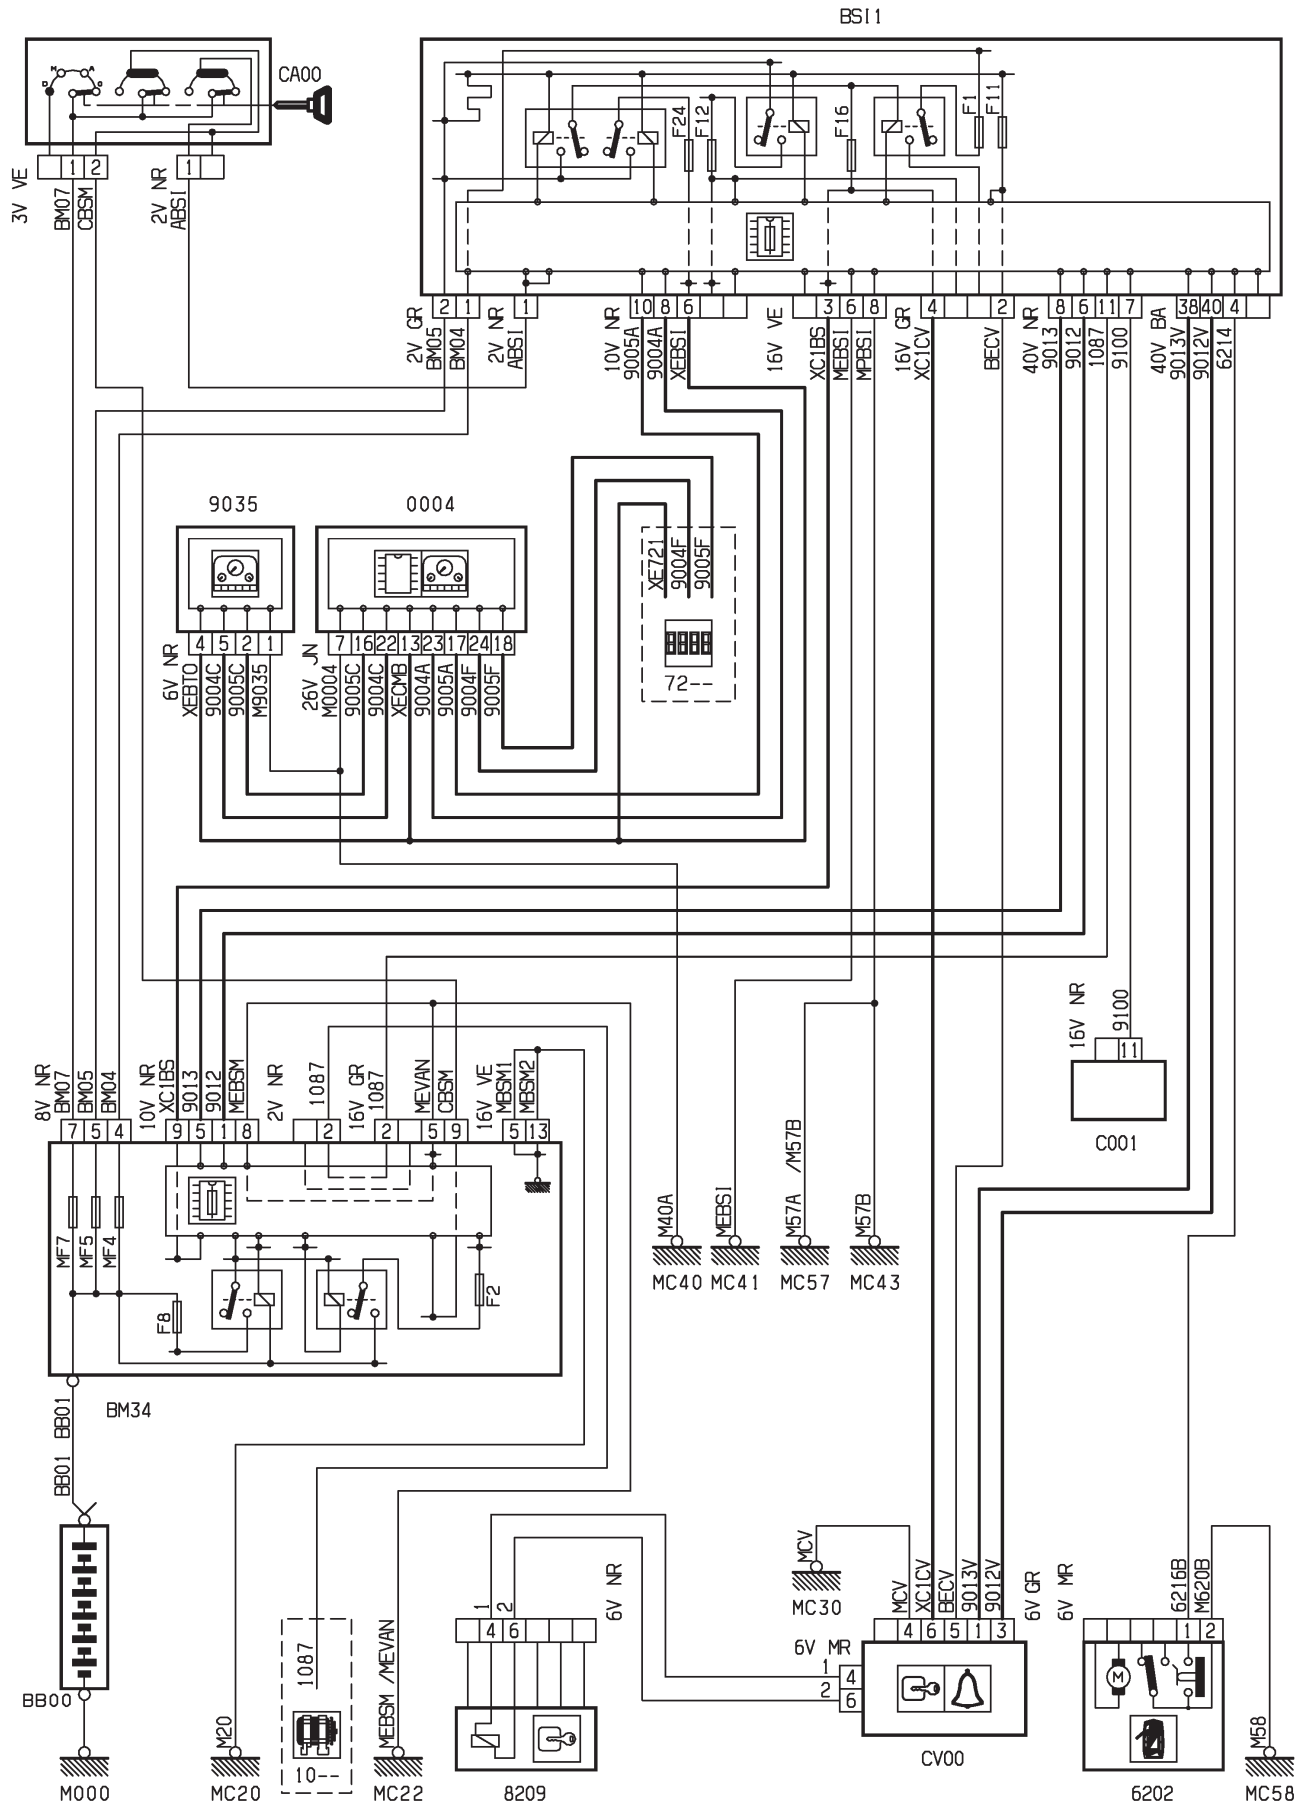 BSI1
CA00
M A
D O
F24
F12
F16
F1
F11
1 2
1
3V VE
BM07
CBSM
2V NR
ABSI
2 1
1
10 8 6
3 6 8
4
2
8 6 11 7
38 40 4
2V GR
BM05
BM04
2V NR
ABSI
10V NR
9005A
9004A
XEBSI
16V VE
XC1BS
MEBSI
MPBSI
16V GR
XC1CV
BECV
40V NR
9013
9012
1087
9100
40V BA
9013V
9012V
6214
9035
0004
XE721
9004F
9005F
72--
4 5 2 1
7 16 22 13 23 17 24 18
6V NR
XEBTO
9004C
9005C
M9035
26V JN
M0004
9005C
9004C
XECMB
9004A
9005A
9004F
9005F
16V NR
9100
11
C001
8V NR
BM07
BM05
BM04
10V NR
XC1BS
9013
9012
MEBSM
2V NR
1087
16V GR
1087
MEVAN
CBSM
16V VE
MBSM1
MBSM2
7 5 4
9 5 1 8
2
2 5 9
5 13
MF7
MF5
MF4
F8
F2
BM34
M40A
MEBSI
M57A /M57B
M57B
MC40
MC41
MC57
MC43
BB01
BB01
BB00
M000
M20
MC20
1087
10--
MEBSM /MEVAN
MC22
1
2
6V NR
4 6
8209
MCV
MC30
MCV
XC1CV
BECV
9013V
9012V
6V GR
4 6 5 1 3
6V MR
1 4
2 6
CV00
6V MR
6216B
M620B
1 2
M
6202
M58
MC58